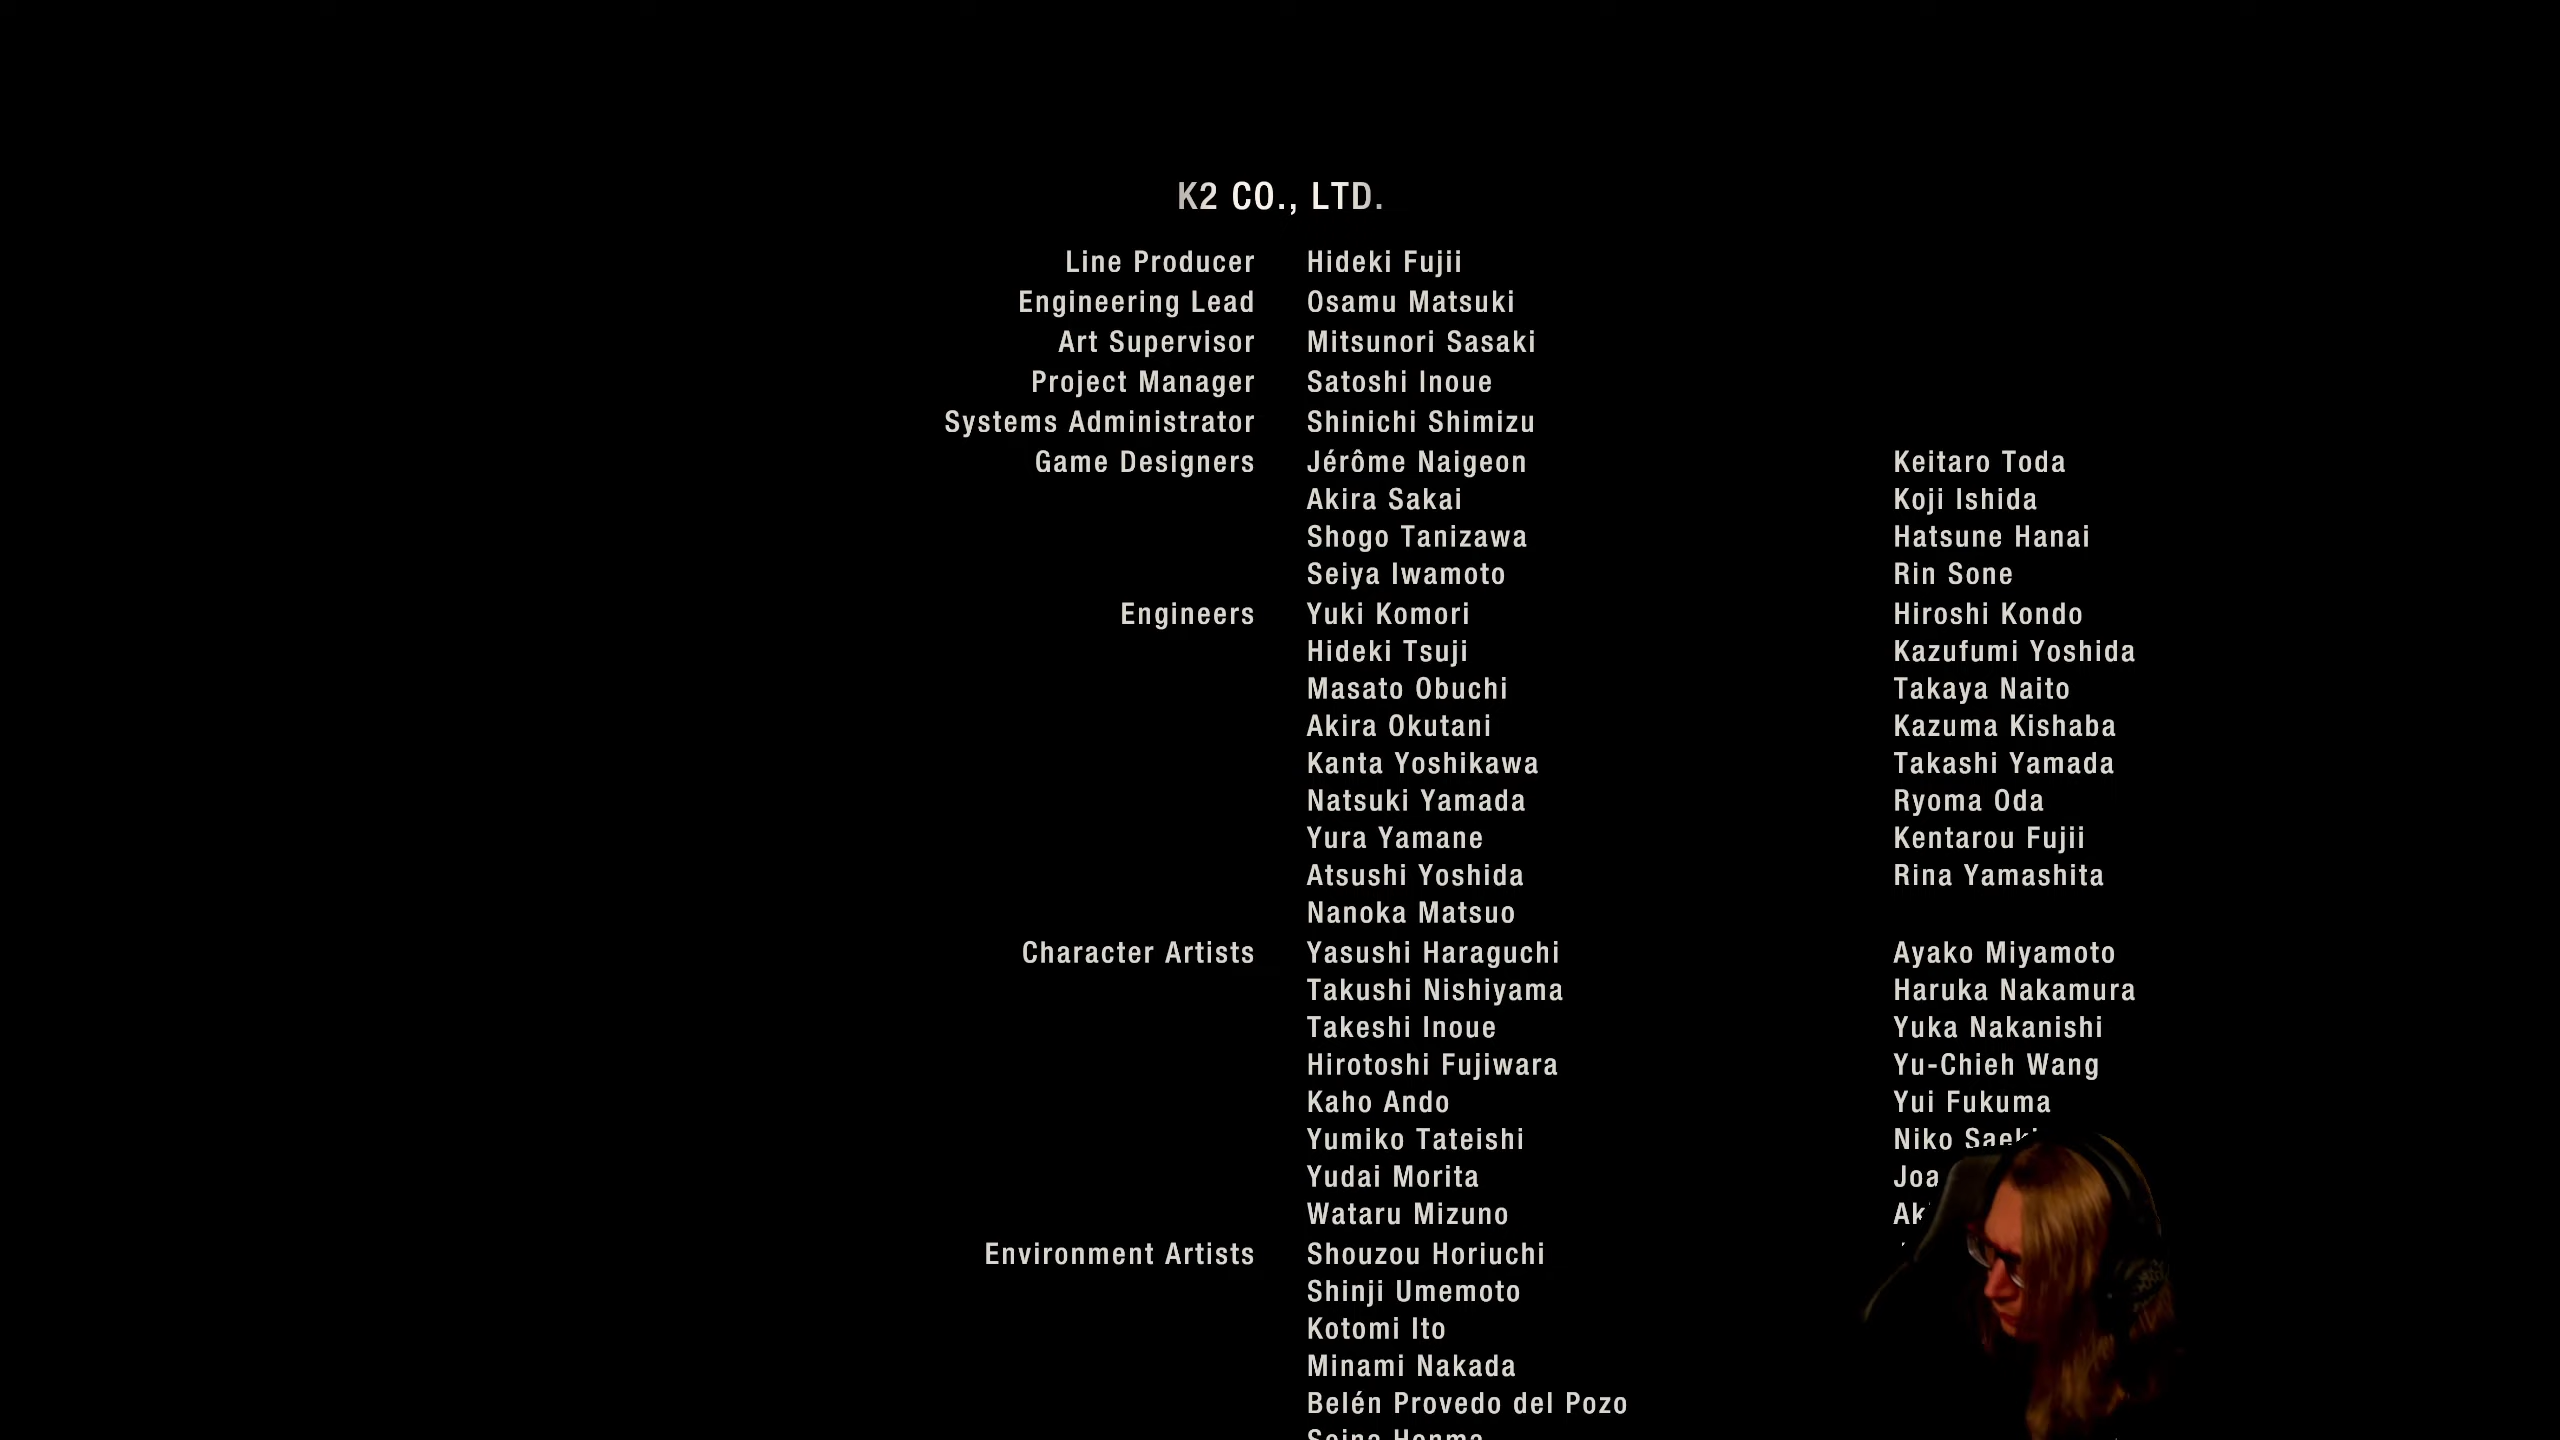 K2 CO., LTD.
Line Producer Hideki Fujii
Engineering Lead Osamu Matsuki
Art Supervisor Mitsunori Sasaki
Project Manager Satoshi Inoue
Systems Administrator Shinichi Shimizu
Game Designers Jérôme Naigeon Keitaro Toda
Akira Sakai Koji Ishida
Shogo Tanizawa Hatsune Hanai
Seiya Iwamoto Rin Sone
Engineers Yuki Komori Hiroshi Kondo
Hideki Tsuji Kazufumi Yoshida
Masato Obuchi Takaya Naito
Akira Okutani Kazuma Kishaba
Kanta Yoshikawa Takashi Yamada
Natsuki Yamada Ryoma Oda
Yura Yamane Kentarou Fujii
Atsushi Yoshida Rina Yamashita
Nanoka Matsuo
Character Artists Yasushi Haraguchi Ayako Miyamoto
Takushi Nishiyama Haruka Nakamura
Takeshi Inoue Yuka Nakanishi
Hirotoshi Fujiwara Yu-Chieh Wang
Kaho Ando Yui Fukuma
Yumiko Tateishi Niko
Yudai Morita
Wataru Mizuno
Environment Artists Shouzou Horiuchi
Shinji Umemoto
Kotomi Ito
Minami Nakada
Belén Provedo del Pozo